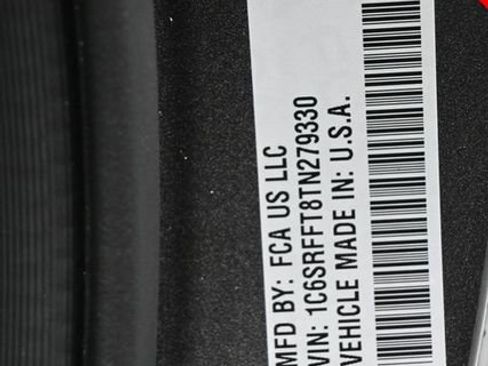 MFD BY: FCA US LLC
VIN: 1C6SRFFT8TN279330
VEHICLE MADE IN: U.S.A.